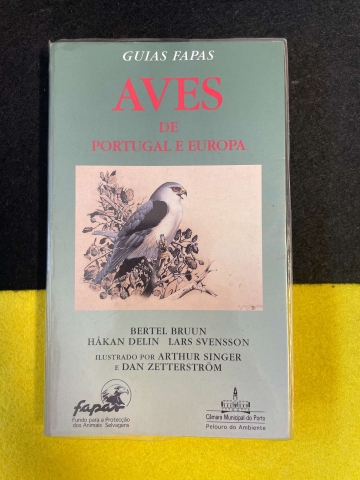 GUIAS FAPAS
AVES
DE
PORTUGAL E EUROPA
BERTEL BRUUN
HÅKAN DELIN LARS SVENSSON
ILUSTRADO POR ARTHUR SINGER
E DAN ZETTERSTRÖM
fapas
Fundo para a Protecção
dos Animais Selvagens
Câmara Municipal do Porto
Pelouro do Ambiente